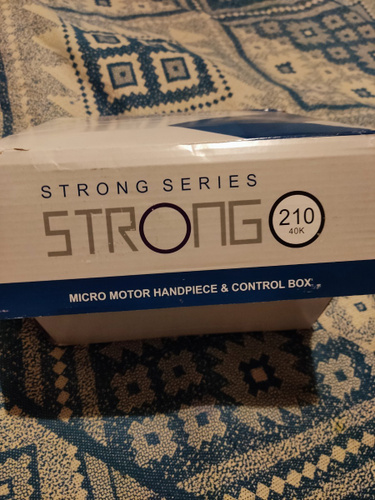 STRONG SERIES
STRONG 210
40K
MICRO MOTOR HANDPIECE & CONTROL BOX